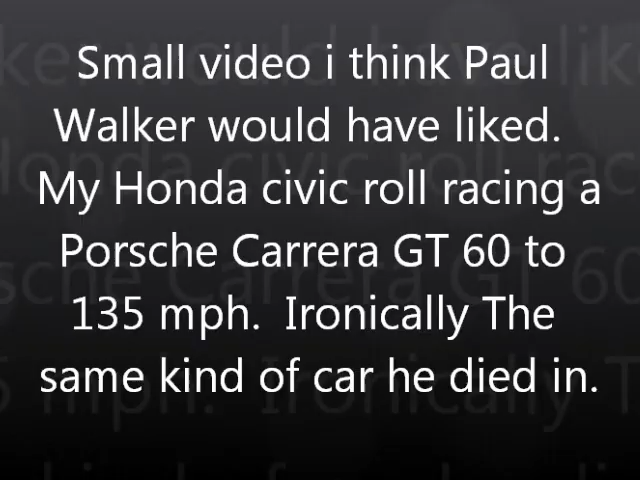 Small video i think Paul
Walker would have liked.
My Honda civic roll racing a
Porsche Carrera GT 60 to
135 mph.  Ironically The
same kind of car he died in.